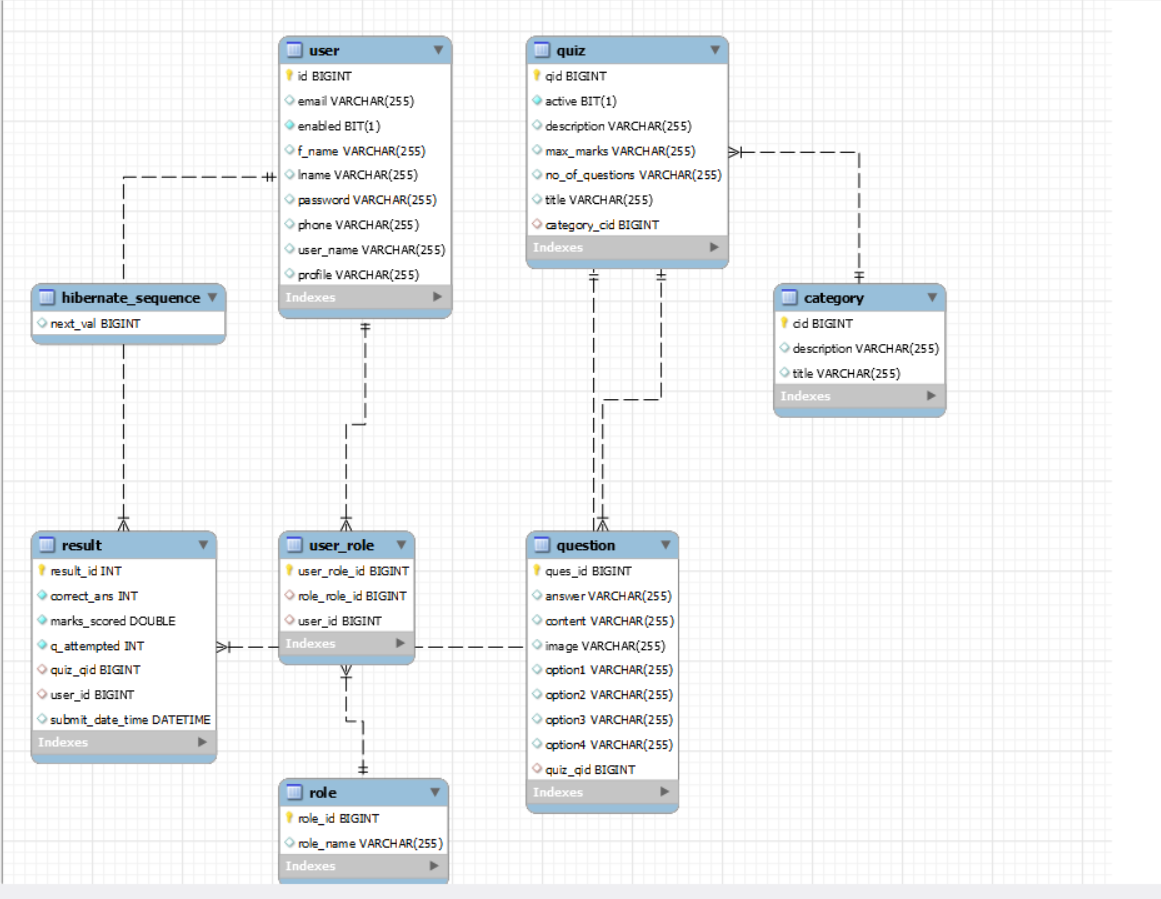 user
id BIGINT
email VARCHAR(255)
enabled BIT(1)
f_name VARCHAR(255)
lname VARCHAR(255)
password VARCHAR(255)
phone VARCHAR(255)
user_name VARCHAR(255)
profile VARCHAR(255)
Indexes
quiz
qid BIGINT
active BIT(1)
description VARCHAR(255)
max_marks VARCHAR(255)
no_of_questions VARCHAR(255)
title VARCHAR(255)
category_cid BIGINT
Indexes
hibernate_sequence
next_val BIGINT
category
cid BIGINT
description VARCHAR(255)
title VARCHAR(255)
Indexes
result
result_id INT
correct_ans INT
marks_scored DOUBLE
q_attempted INT
quiz_qid BIGINT
user_id BIGINT
submit_date_time DATETIME
Indexes
user_role
user_role_id BIGINT
role_role_id BIGINT
user_id BIGINT
Indexes
question
ques_id BIGINT
answer VARCHAR(255)
content VARCHAR(255)
image VARCHAR(255)
option1 VARCHAR(255)
option2 VARCHAR(255)
option3 VARCHAR(255)
option4 VARCHAR(255)
quiz_qid BIGINT
Indexes
role
role_id BIGINT
role_name VARCHAR(255)
Indexes